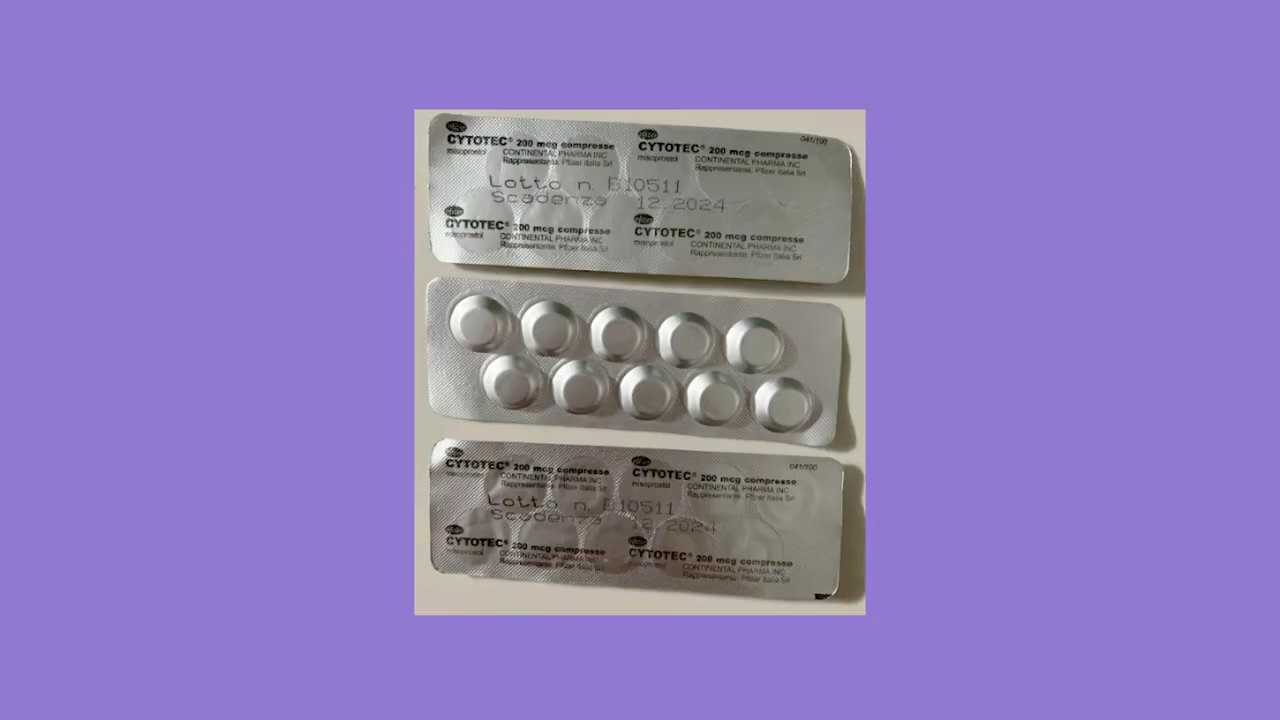 Pfizer Pfizer 041/100
CYTOTEC® 200 mcg compresse CYTOTEC® 200 mcg compresse
misoprostol CONTINENTAL PHARMA INC misoprostol CONTINENTAL PHARMA INC
Rappresentante: Pfizer Italia Srl Rappresentante: Pfizer Italia Srl
Lotto n. B10511
Scadenza 12.2024
Pfizer Pfizer
CYTOTEC® 200 mcg compresse CYTOTEC® 200 mcg compresse
misoprostol CONTINENTAL PHARMA INC misoprostol CONTINENTAL PHARMA INC
Rappresentante: Pfizer Italia Srl Rappresentante: Pfizer Italia Srl
Pfizer Pfizer 041/100
CYTOTEC® 200 mcg compresse CYTOTEC® 200 mcg compresse
misoprostol CONTINENTAL PHARMA INC misoprostol CONTINENTAL PHARMA INC
Rappresentante: Pfizer Italia Srl Rappresentante: Pfizer Italia Srl
Lotto n. B10511
Scadenza 12.2024
Pfizer Pfizer
CYTOTEC® 200 mcg compresse CYTOTEC® 200 mcg compresse
misoprostol CONTINENTAL PHARMA INC CONTINENTAL PHARMA INC
Rappresentante: Pfizer Italia Srl Rappresentante: Pfizer Italia Srl